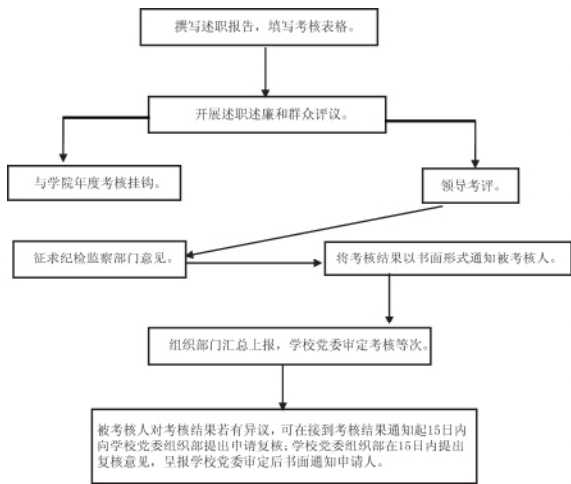 撰写述职报告，填写考核表格。
开展述职述廉和群众评议。
与学院年度考核挂钩。
领导考评。
征求纪检监察部门意见。
将考核结果以书面形式通知被考核人。
组织部门汇总上报，学校党委审定考核等次。
被考核人对考核结果若有异议，可在接到考核结果通知起15日内
向学校党委组织部提出申请复核；学校党委组织部在15日内提出
复核意见，呈报学校党委审定后书面通知申请人。